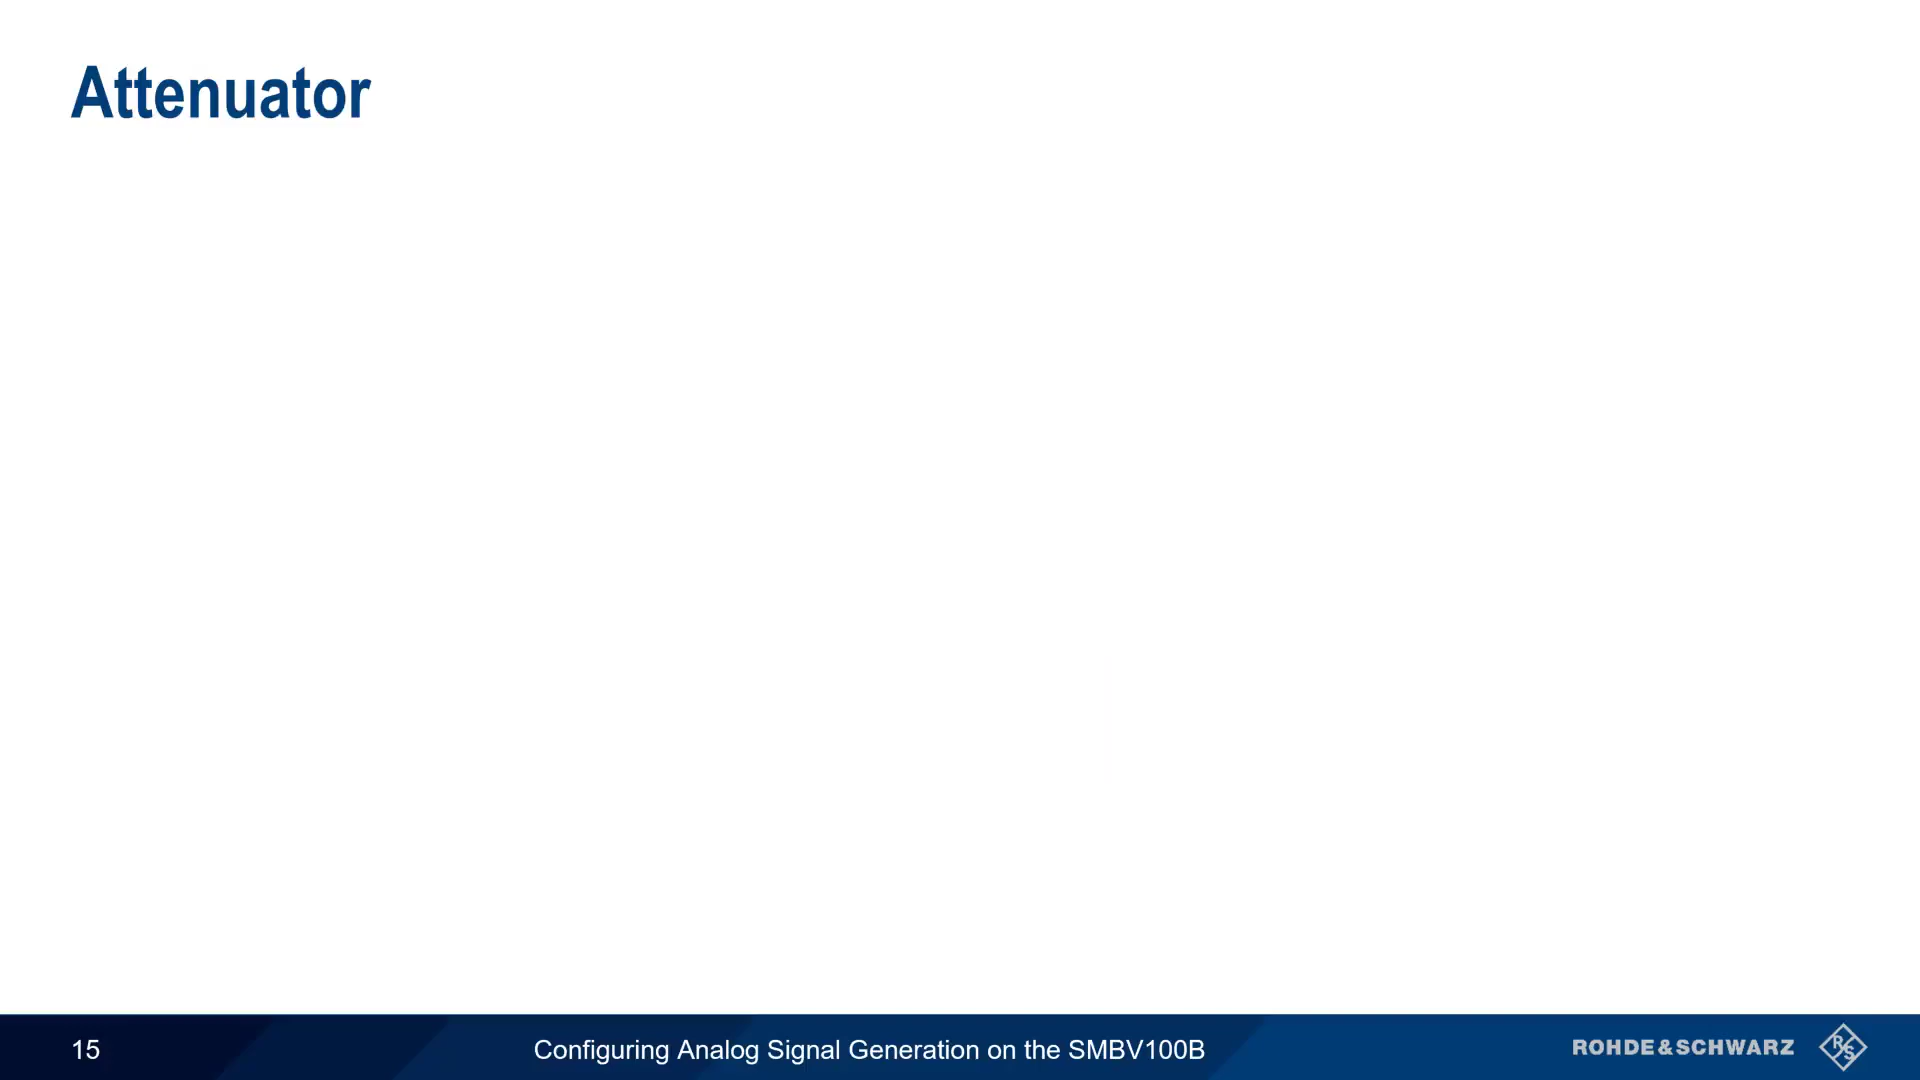 Attenuator
15
Configuring Analog Signal Generation on the SMBV100B
ROHDE&SCHWARZ
R&S